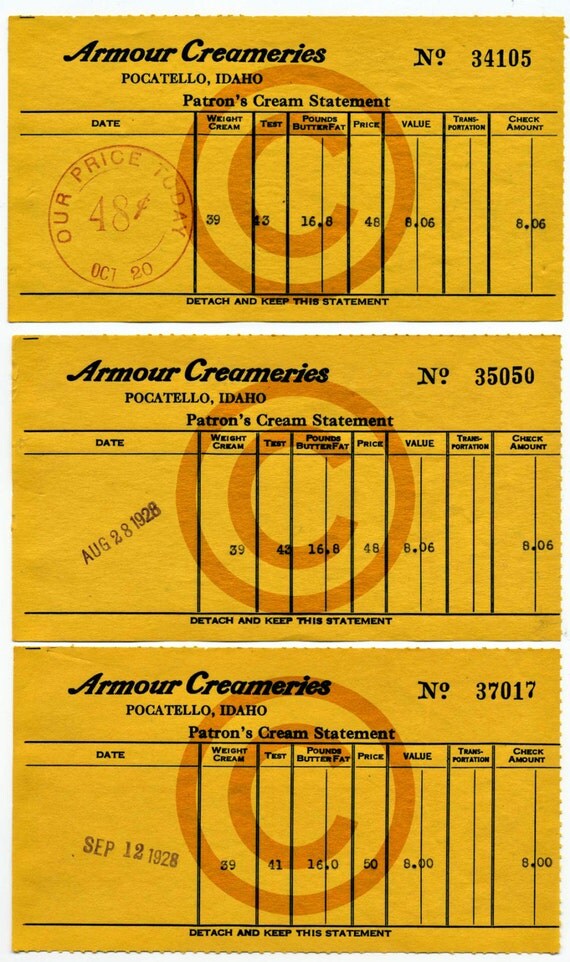 Armour Creameries
Nº 34105
POCATELLO, IDAHO
Patron's Cream Statement
DATE WEIGHT CREAM TEST POUNDS BUTTERFAT PRICE VALUE TRANS- PORTATION CHECK AMOUNT
OUR PRICE TODAY
48¢
OCT 20
39 43 16.8 48 8.06 8.06
DETACH AND KEEP THIS STATEMENT
Armour Creameries
Nº 35050
POCATELLO, IDAHO
Patron's Cream Statement
DATE WEIGHT CREAM TEST POUNDS BUTTERFAT PRICE VALUE TRANS- PORTATION CHECK AMOUNT
AUG 28 1928
39 43 16.8 48 8.06 8.06
DETACH AND KEEP THIS STATEMENT
Armour Creameries
Nº 37017
POCATELLO, IDAHO
Patron's Cream Statement
DATE WEIGHT CREAM TEST POUNDS BUTTERFAT PRICE VALUE TRANS- PORTATION CHECK AMOUNT
SEP 12 1928
39 41 16.0 50 8.00 8.00
DETACH AND KEEP THIS STATEMENT